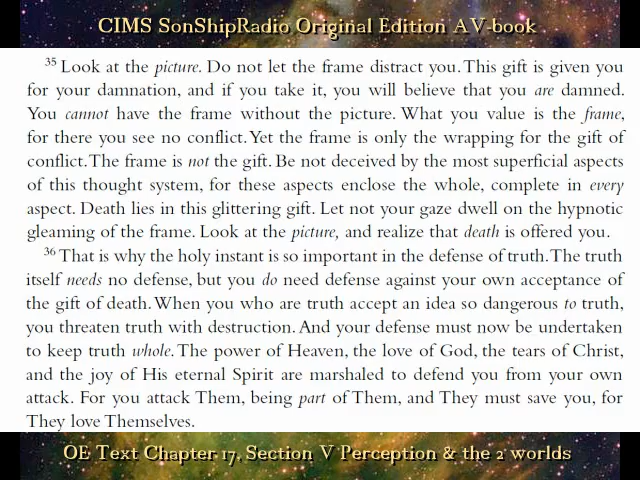 CIMS SonShipRadio Original Edition AV-book
35 Look at the picture. Do not let the frame distract you. This gift is given you
for your damnation, and if you take it, you will believe that you are damned.
You cannot have the frame without the picture. What you value is the frame,
for there you see no conflict. Yet the frame is only the wrapping for the gift of
conflict. The frame is not the gift. Be not deceived by the most superficial aspects
of this thought system, for these aspects enclose the whole, complete in every
aspect. Death lies in this glittering gift. Let not your gaze dwell on the hypnotic
gleaming of the frame. Look at the picture, and realize that death is offered you.
36 That is why the holy instant is so important in the defense of truth. The truth
itself needs no defense, but you do need defense against your own acceptance of
the gift of death. When you who are truth accept an idea so dangerous to truth,
you threaten truth with destruction. And your defense must now be undertaken
to keep truth whole. The power of Heaven, the love of God, the tears of Christ,
and the joy of His eternal Spirit are marshaled to defend you from your own
attack. For you attack Them, being part of Them, and They must save you, for
They love Themselves.
OE Text Chapter 17, Section V Perception & the 2 worlds